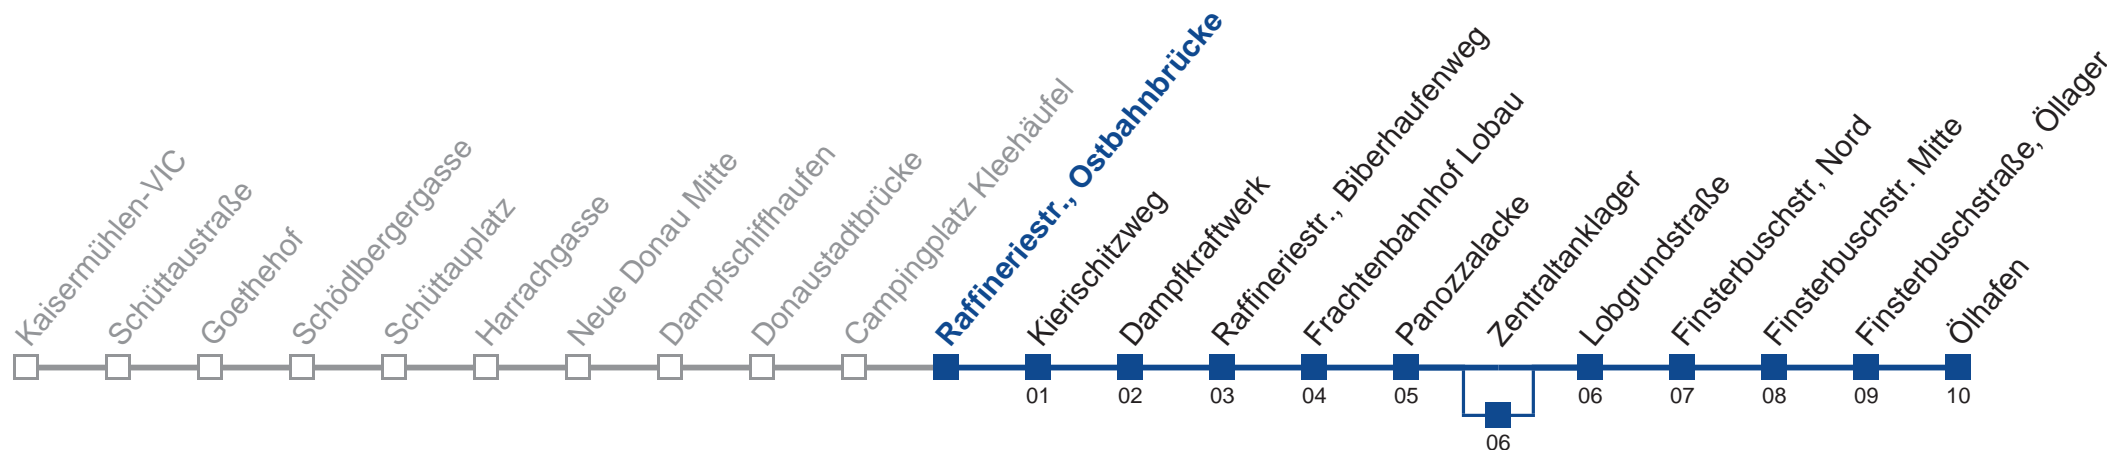 Kaisermühlen-VIC
Schüttaustraße
Goethehof
Schödlbergergasse
Schüttauplatz
Harrachgasse
Neue Donau Mitte
Dampfschiffhaufen
Donaustadtbrücke
Campingplatz Kleehäufel
Raffineriestr., Ostbahnbrücke
Kierischitzweg
Dampfkraftwerk
Raffineriestr., Biberhaufenweg
Frachtenbahnhof Lobau
Panozzalacke
Zentraltanklager
Lobgrundstraße
Finsterbuschstr, Nord
Finsterbuschstr. Mitte
Finsterbuschstraße, Öllager
Ölhafen
01 02 03 04 05 06 07 08 09 10
06